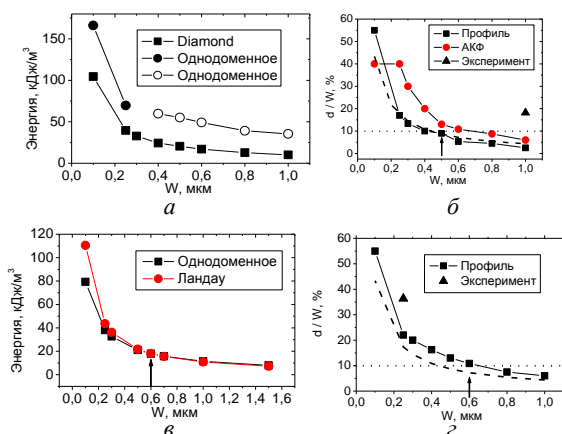 Энергия, кДж/м³
150
100
50
0
0,0 0,2 0,4 0,6 0,8 1,0
W, мкм
Diamond
Однодоменное
Однодоменное
а
d / W, %
60
50
40
30
20
10
0
0,0 0,2 0,4 0,6 0,8 1,0
W, мкм
Профиль
АКФ
Эксперимент
б
Энергия, кДж/м³
120
100
80
60
40
20
0
0,0 0,2 0,4 0,6 0,8 1,0 1,2 1,4 1,6
W, мкм
Однодоменное
Ландау
в
d / W, %
60
50
40
30
20
10
0
0,0 0,2 0,4 0,6 0,8 1,0
W, мкм
Профиль
Эксперимент
г